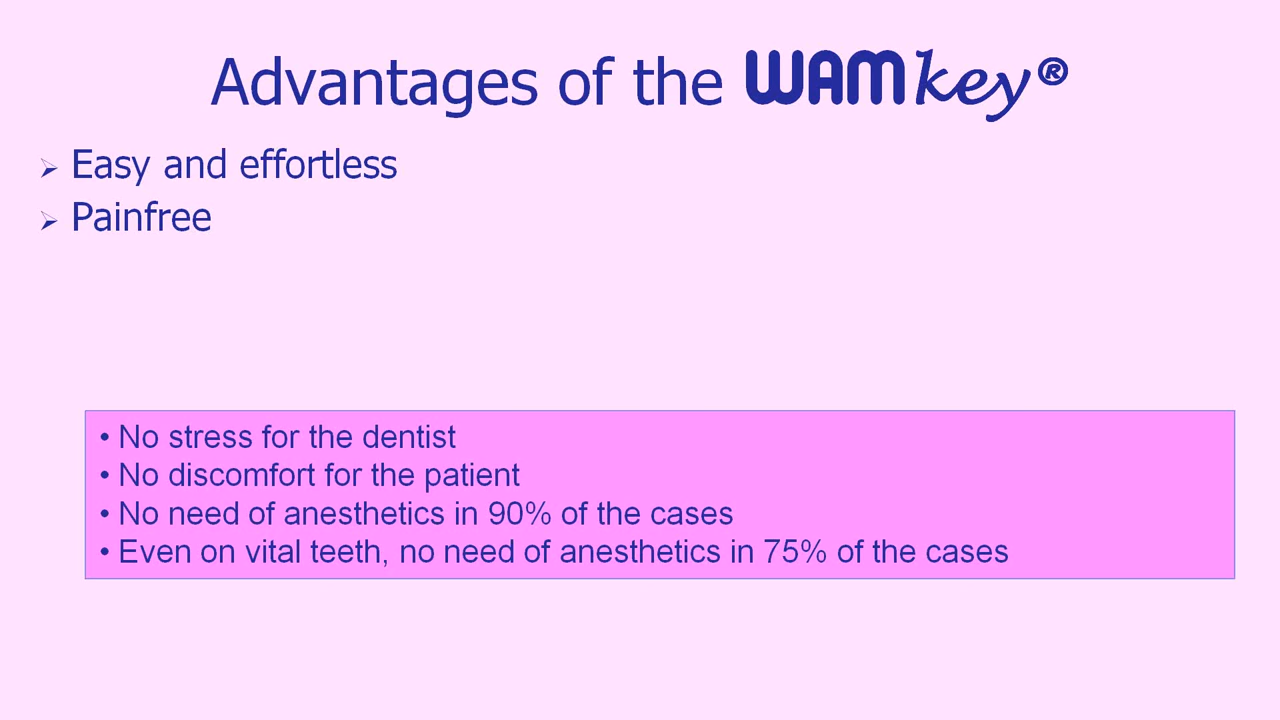 Advantages of the WAMkey®
➢ Easy and effortless
➢ Painfree
• No stress for the dentist
• No discomfort for the patient
• No need of anesthetics in 90% of the cases
• Even on vital teeth, no need of anesthetics in 75% of the cases